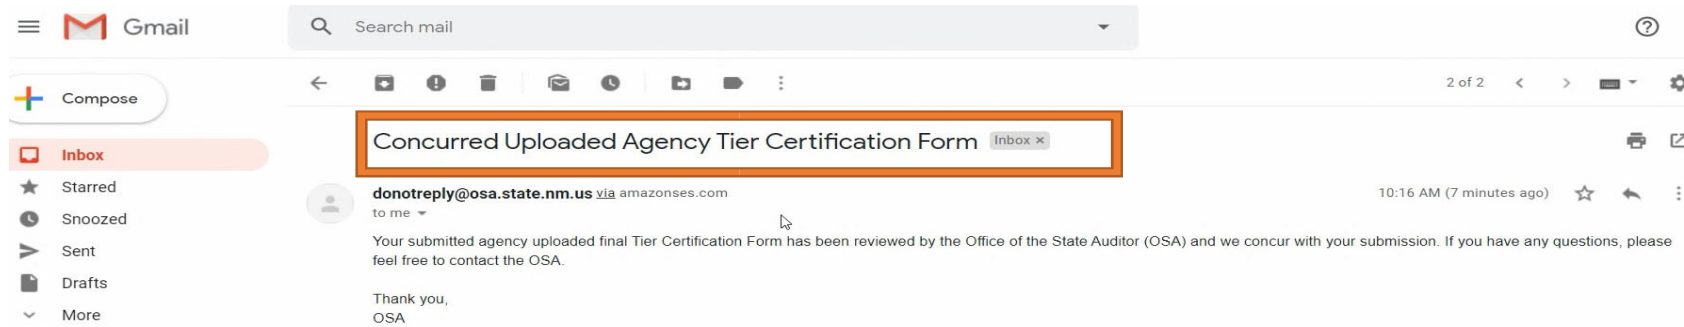 Gmail
Search mail
Compose
2 of 2
Inbox
Starred
Snoozed
Sent
Drafts
More
Concurred Uploaded Agency Tier Certification Form Inbox ×
donotreply@osa.state.nm.us via amazonses.com 10:16 AM (7 minutes ago)
to me
Your submitted agency uploaded final Tier Certification Form has been reviewed by the Office of the State Auditor (OSA) and we concur with your submission. If you have any questions, please
feel free to contact the OSA.
Thank you,
OSA